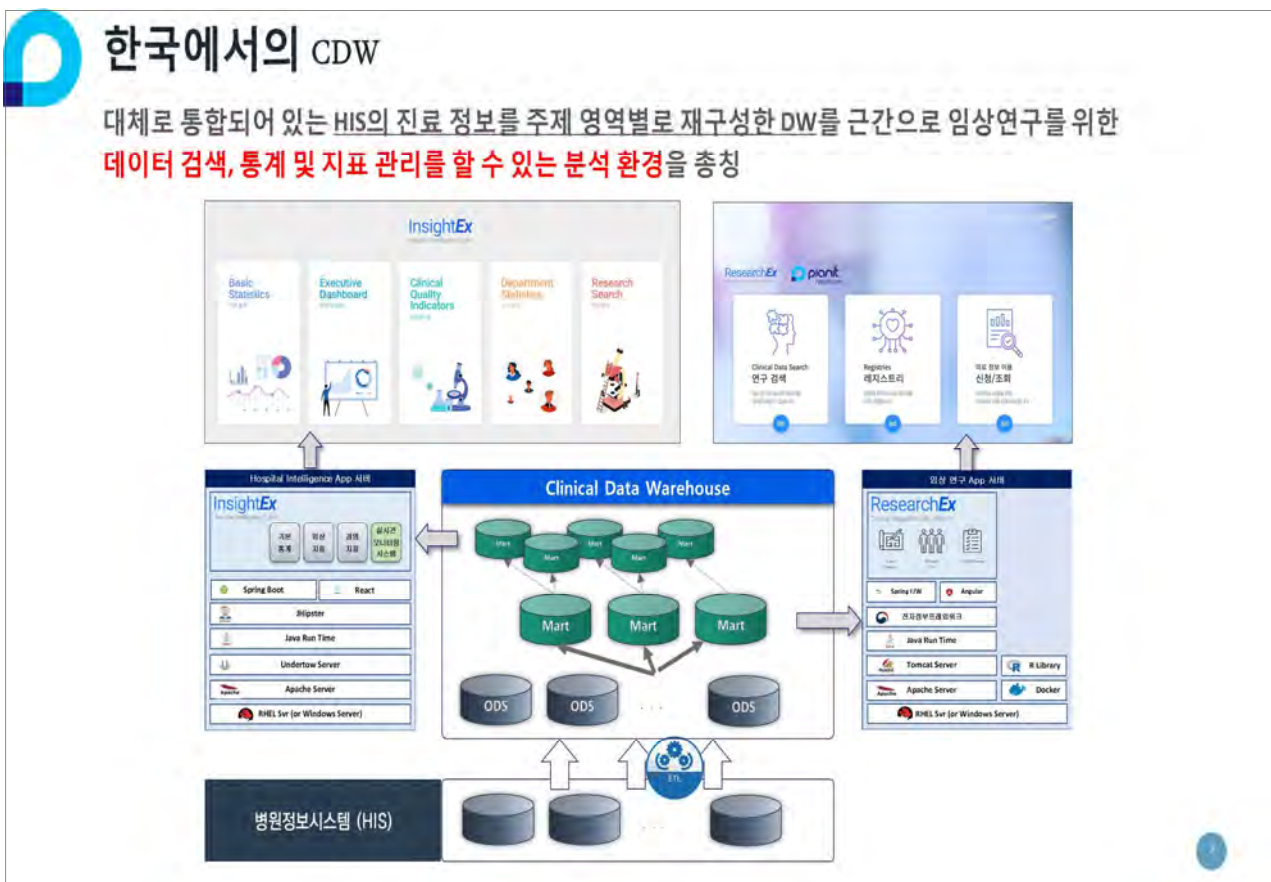 한국에서의 CDW
대체로 통합되어 있는 HIS의 진료 정보를 주제 영역별로 재구성한 DW를 근간으로 임상연구를 위한
데이터 검색, 통계 및 지표 관리를 할 수 있는 분석 환경을 총칭
InsightEx
Basic
Statistics
Executive
Dashboard
Clinical
Quality
Indicators
Department
Statistics
Research
Search
ResearchEx planit
Clinical Data Search
연구 검색
Registries
레지스트리
의료 정보 이용
신청/조회
Hospital Intelligence App 서버
InsightEx
기본
통계
임상
지표
경영
지표
실시간
모니터링
시스템
Spring Boot
React
JHipster
Java Run Time
Undertow Server
Apache Server
RHEL Svr (or Windows Server)
Clinical Data Warehouse
Mart
Mart
Mart
Mart
Mart
Mart
Mart
Mart
ODS
ODS
. . .
ODS
ETL
임상 연구 App 서버
ResearchEx
Spring F/W
Angular
전자정부프레임워크
Java Run Time
Tomcat Server
R Library
Apache Server
Docker
RHEL Svr (or Windows Server)
병원정보시스템 (HIS)
. . .